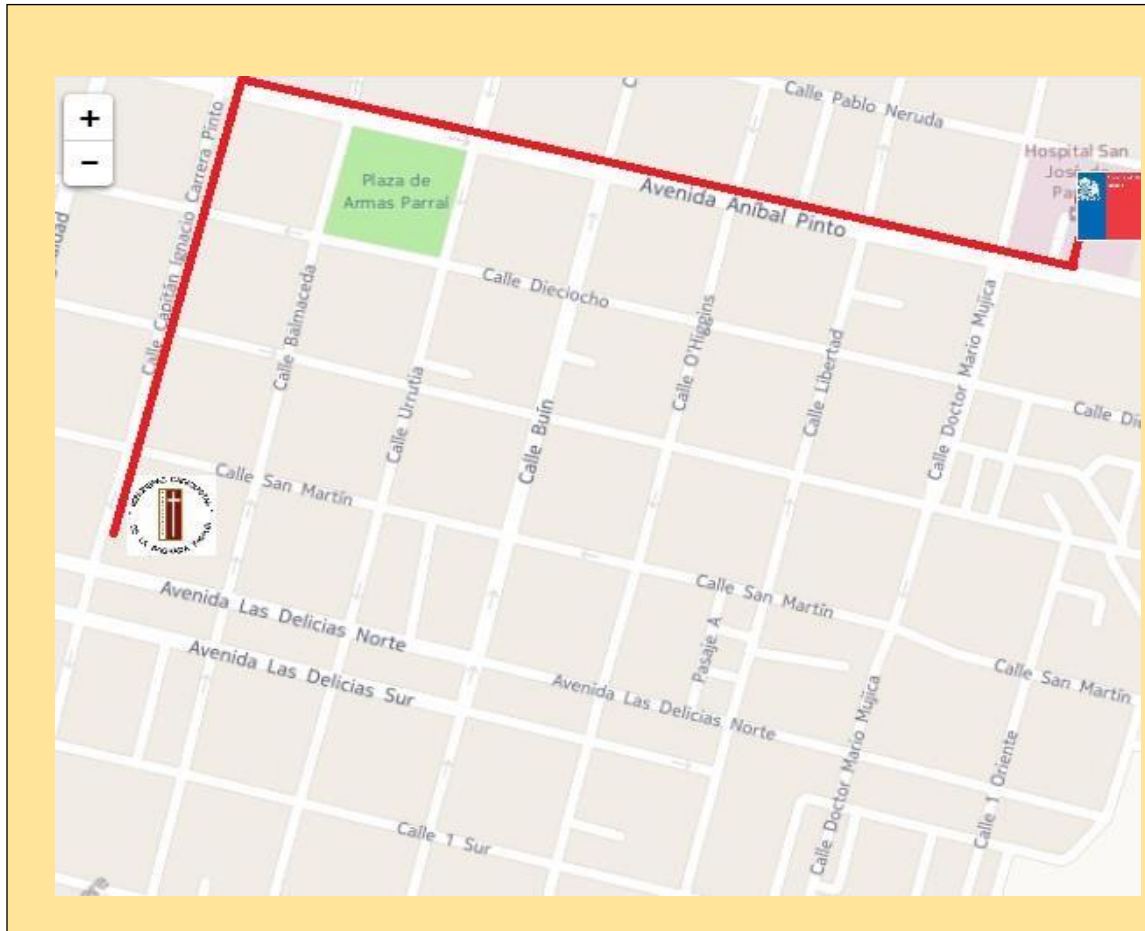 +
−
Calle Pablo Neruda
Hospital San
José de
Calle Capitán Ignacio Carrera Pinto
Plaza de
Armas Parral
Avenida Aníbal Pinto
Calle Dieciocho
Calle Balmaceda
Calle Urrutia
Calle Buín
Calle O'Higgins
Calle Libertad
Calle Doctor Mario Mujica
Calle San Martín
Avenida Las Delicias Norte
Avenida Las Delicias Sur
Calle San Martín
Pasaje A
Calle San Martín
Avenida Las Delicias Norte
Calle Doctor Mario Mujica
Calle 1 Oriente
Calle 1 Sur